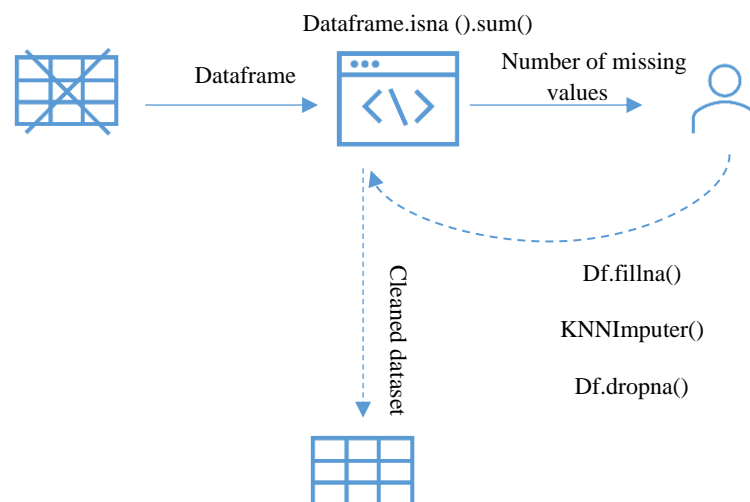 Dataframe.isna ().sum()
Dataframe
Number of missing
values
Df.fillna()
KNNImputer()
Df.dropna()
Cleaned dataset